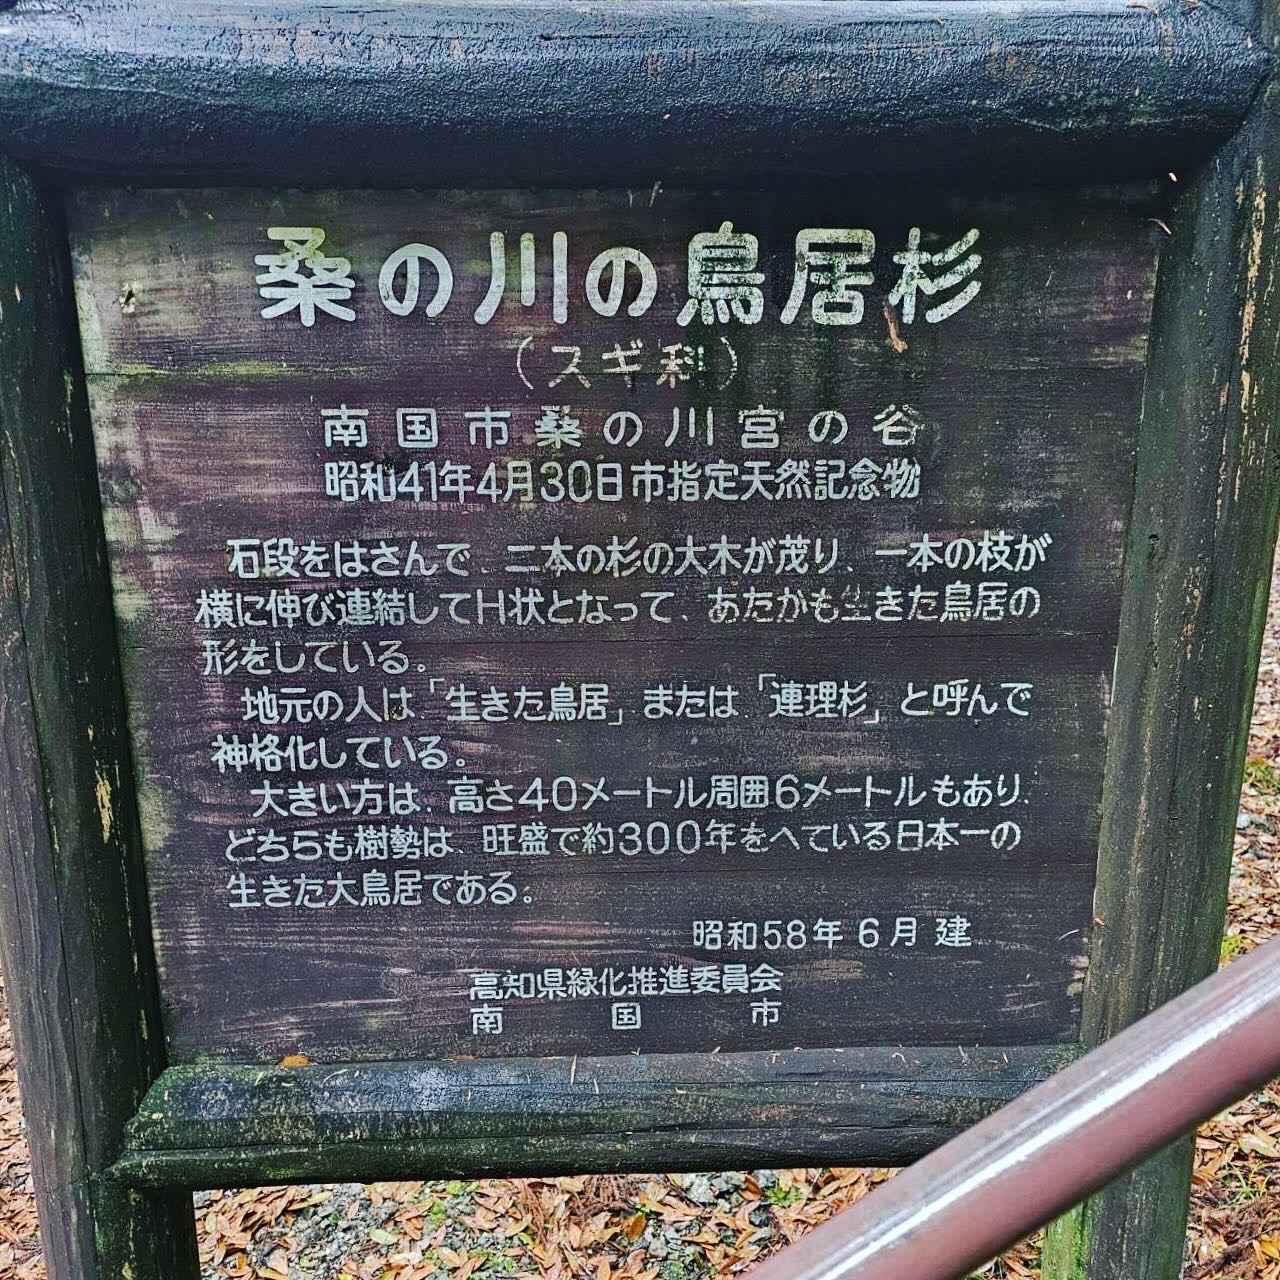 桑の川の鳥居杉
(スギ科)
南国市桑の川宮の谷
昭和41年4月30日市指定天然記念物
石段をはさんで、二本の杉の大木が茂り、一本の枝が
横に伸び連結してH状となって、あたかも生きた鳥居の
形をしている。
地元の人は「生きた鳥居」または「連理杉」と呼んで
神格化している。
大きい方は、高さ40メートル周囲6メートルもあり、
どちらも樹勢は、旺盛で約300年をへている日本一の
生きた大鳥居である。
昭和58年6月建
高知県緑化推進委員会
南国市